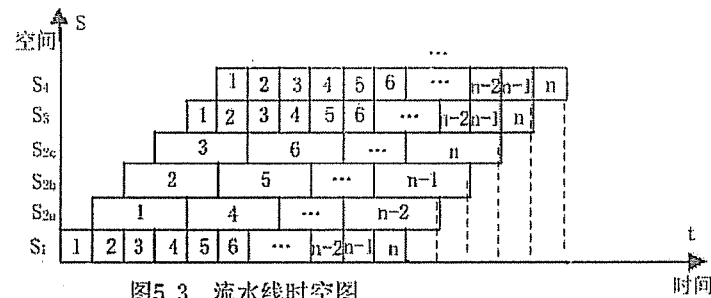 S
空间
...
S₄ 1 2 3 4 5 6 ... n-2 n-1 n
S₃ 1 2 3 4 5 6 ... n-2 n-1 n
S₂c 3 6 ... n
S₂b 2 5 ... n-1
S₂a 1 4 ... n-2
S₁ 1 2 3 4 5 6 ... n-2 n-1 n
t
时间
图5.3 流水线时空图